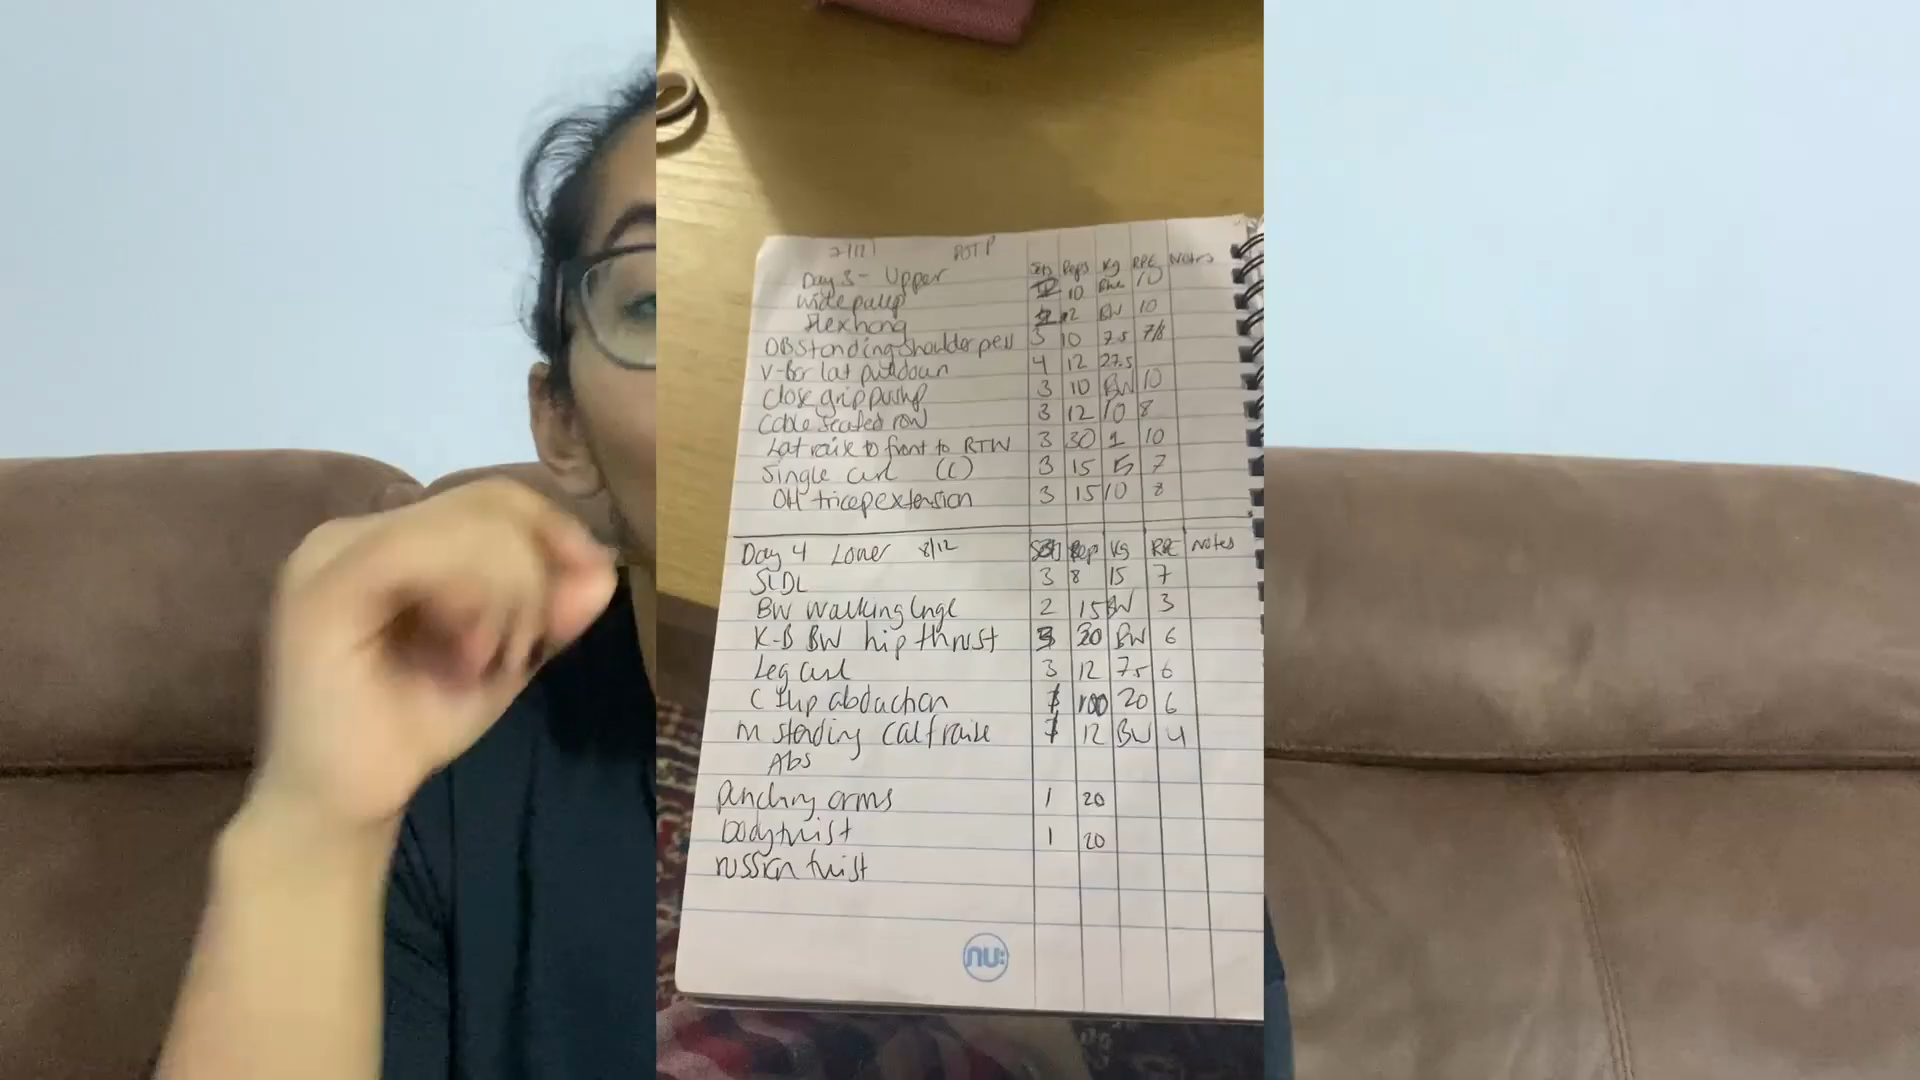 Day 3 - Upper Sets Reps Kg RPE Notes
wide pullup 10 10
flexhang BW 10
DB Standing Shoulder press 3 10 7.5 7/8
V-Bar lat pulldown 4 12 27.5
Close grip pushup 3 10 BW 10
Cable seated row 3 12 10 8
Lat raise to front to RTW 3 30 1 10
Single curl (C) 3 15 5 7
OH tricep extension 3 15 10 8
Day 4 Lower 8/12 Rep Kg RPE Notes
SLDL 3 8 15 7
BW walking lnge 2 15 BW 3
K-B BW hip thrust 3 20 BW 6
Leg curl 3 12 7.5 6
C Hip abduction 100 20 6
M standing calf raise 12 BW 4
Abs
punching arms 1 20
bodytwist 1 20
russian twist
nu: